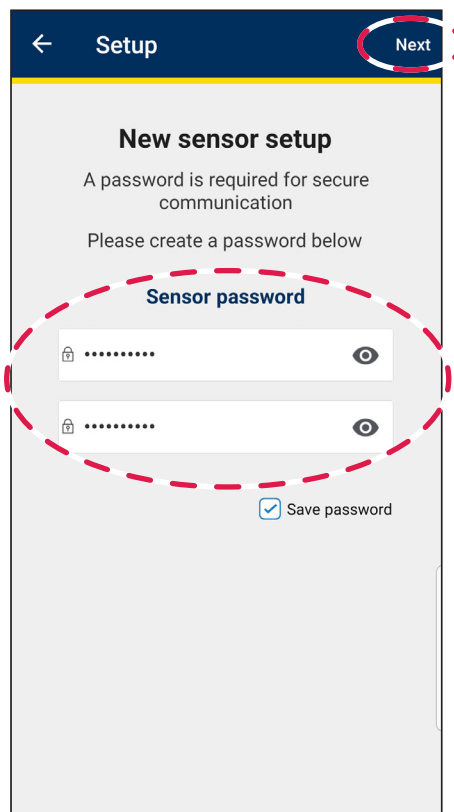 Setup
Next
New sensor setup
A password is required for secure
communication
Please create a password below
Sensor password
••••••••••
••••••••••
Save password